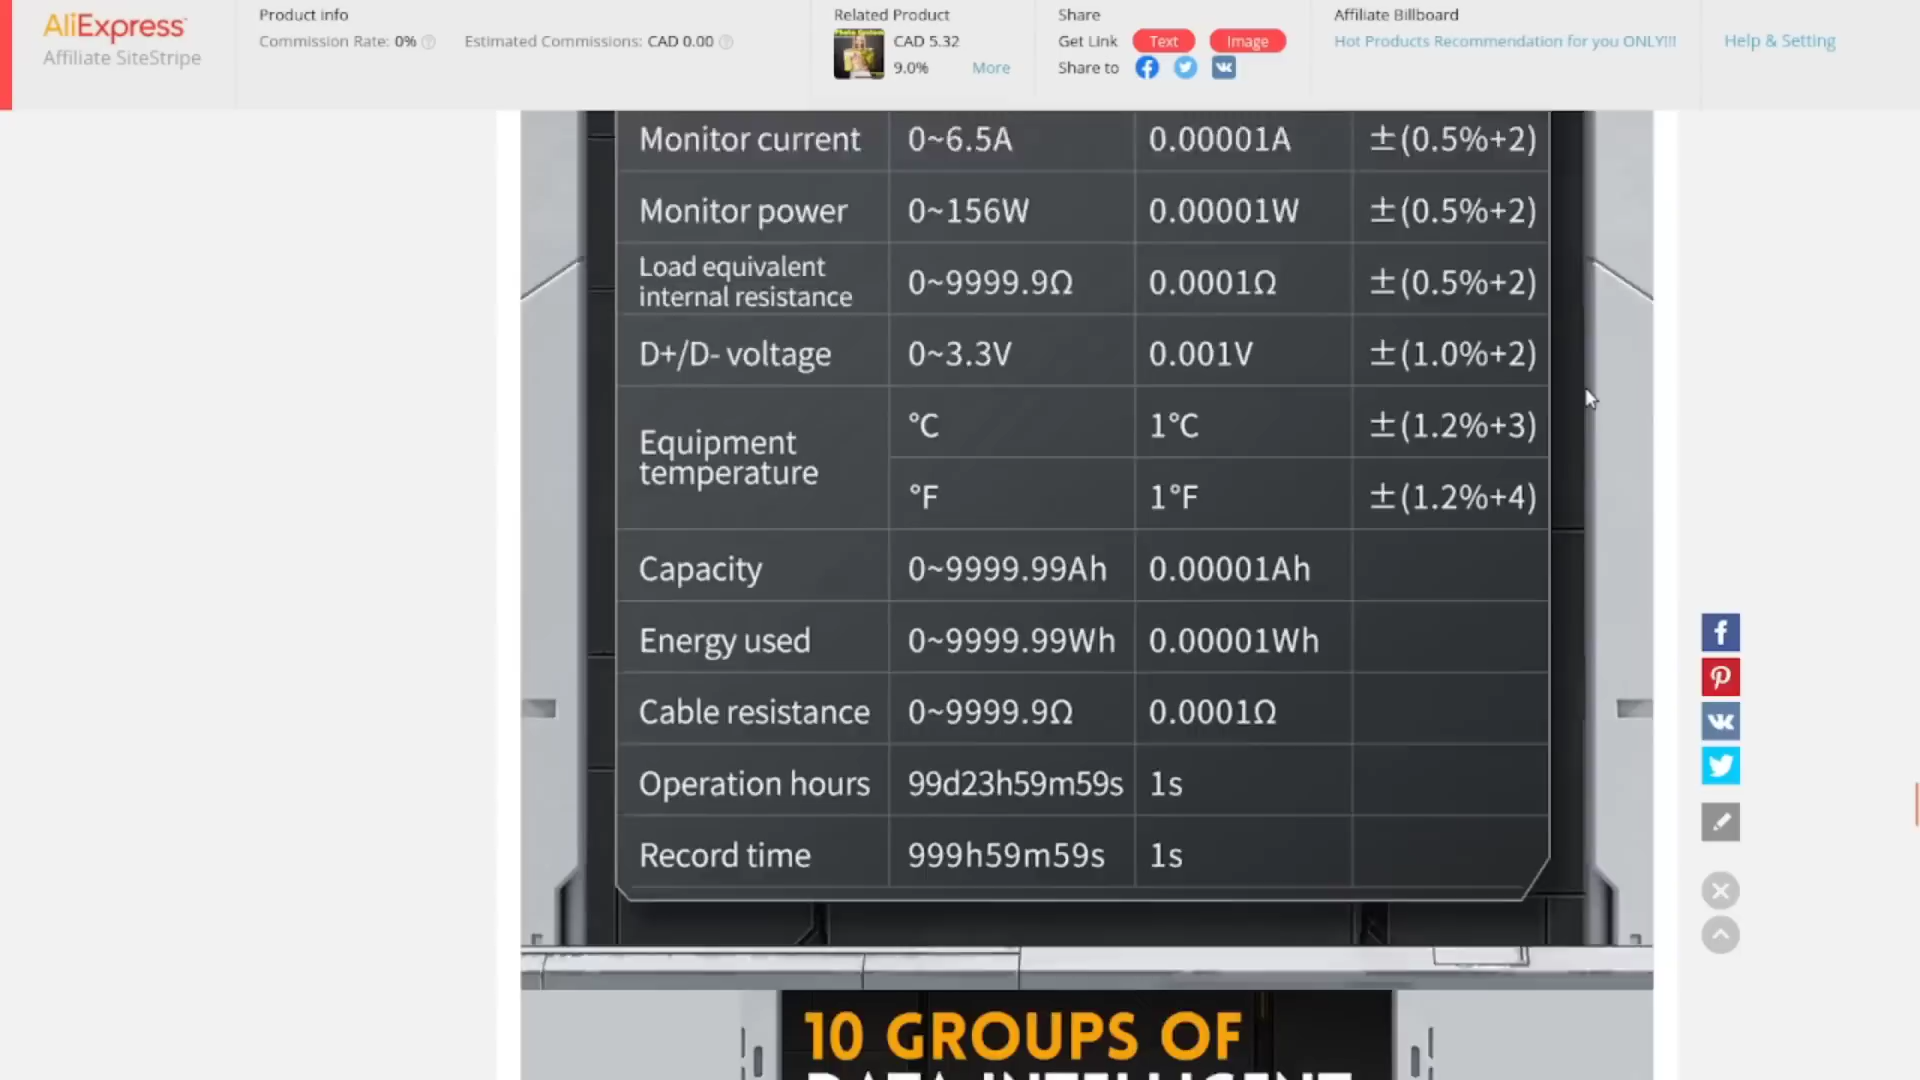 AliExpress
Affiliate SiteStripe
Product info
Commission Rate: 0% ?
Estimated Commissions: CAD 0.00 ?
Related Product
CAD 5.32
9.0%
More
Share
Get Link Text Image
Share to
Affiliate Billboard
Hot Products Recommendation for you ONLY!!!
Help & Setting
Monitor current 0~6.5A 0.00001A ±(0.5%+2)
Monitor power 0~156W 0.00001W ±(0.5%+2)
Load equivalent
internal resistance 0~9999.9Ω 0.0001Ω ±(0.5%+2)
D+/D- voltage 0~3.3V 0.001V ±(1.0%+2)
Equipment
temperature
°C 1°C ±(1.2%+3)
°F 1°F ±(1.2%+4)
Capacity 0~9999.99Ah 0.00001Ah
Energy used 0~9999.99Wh 0.00001Wh
Cable resistance 0~9999.9Ω 0.0001Ω
Operation hours 99d23h59m59s 1s
Record time 999h59m59s 1s
10 GROUPS OF
DATA INTELLIGENT